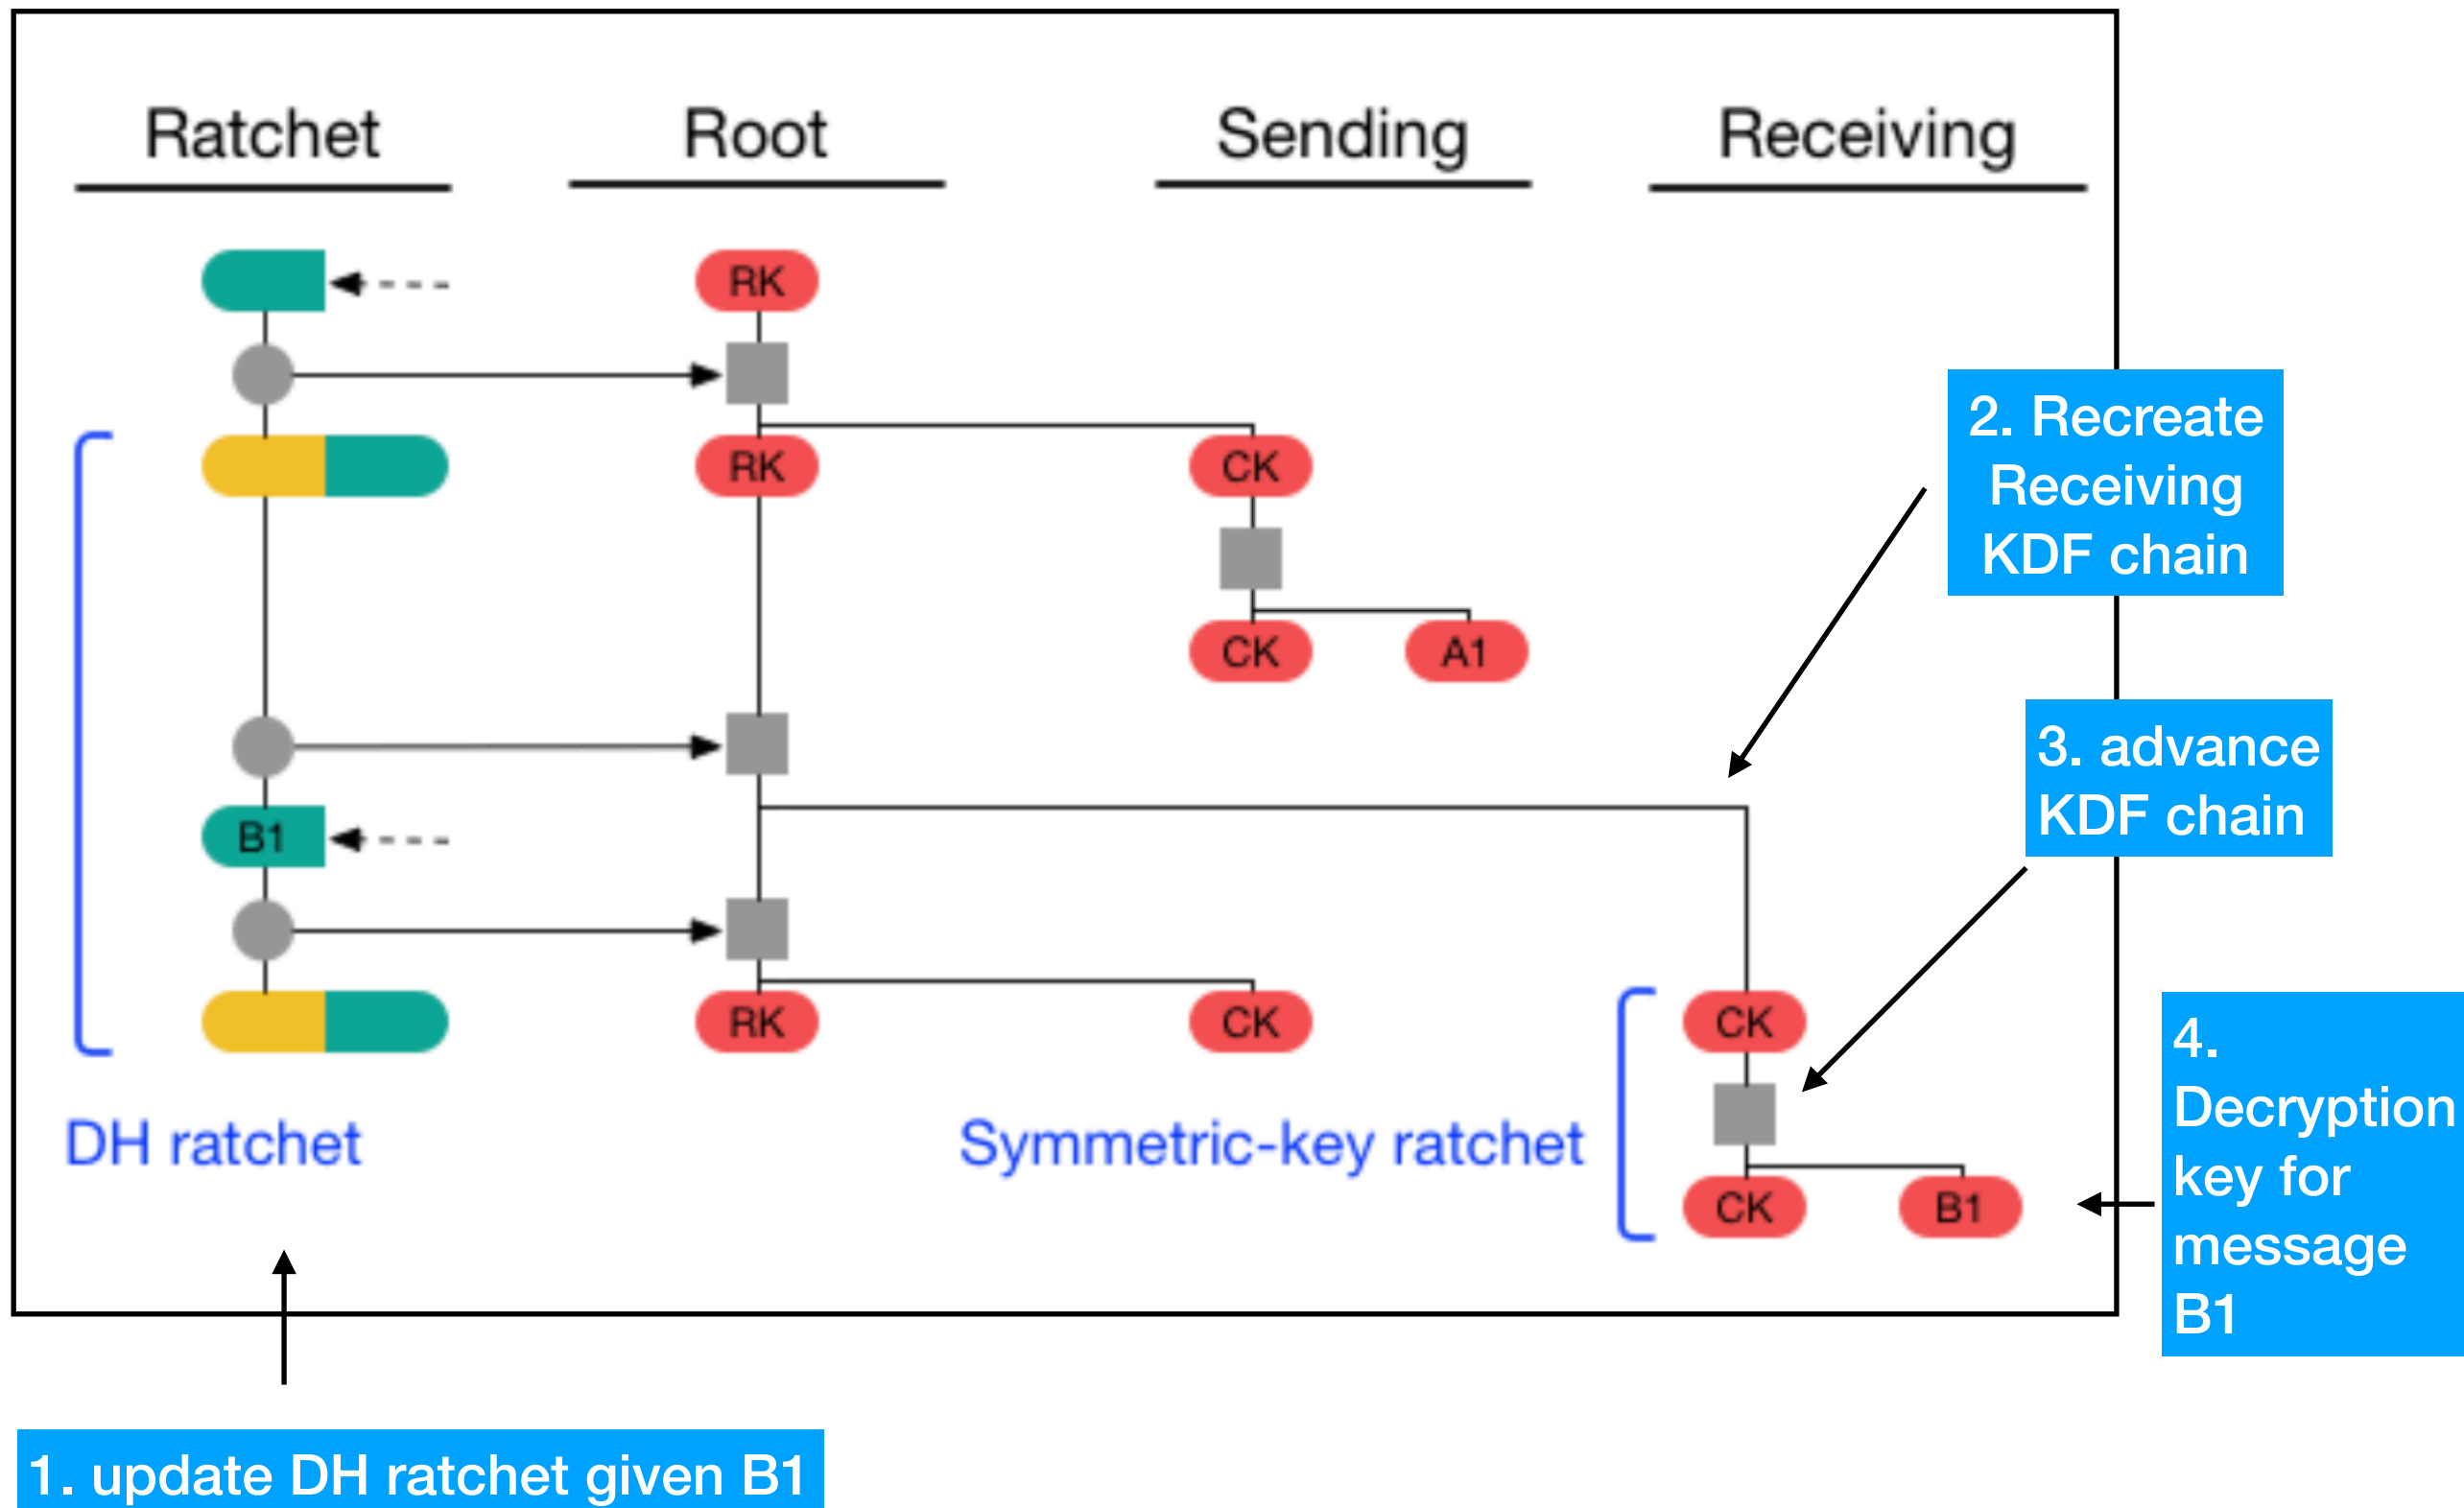 Ratchet Root Sending Receiving
RK
RK CK
CK A1
B1
RK CK CK
CK B1
DH ratchet Symmetric-key ratchet
2. Recreate
Receiving
KDF chain
3. advance
KDF chain
4.
Decryption
key for
message
B1
1. update DH ratchet given B1